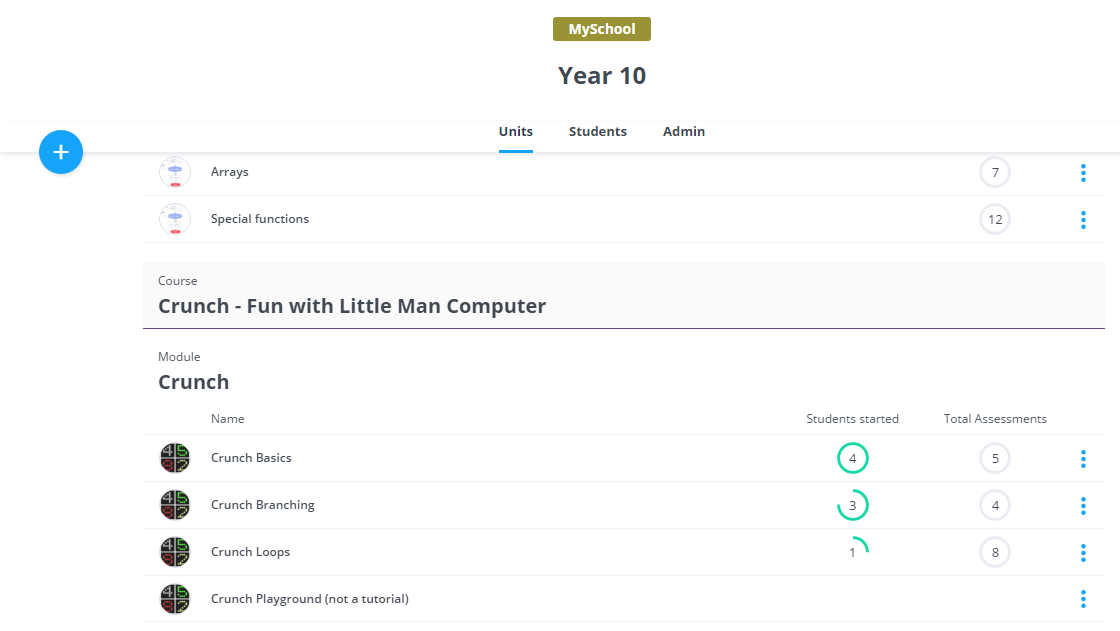 MySchool
Year 10
Units Students Admin
+
Arrays 7
Special functions 12
Course
Crunch - Fun with Little Man Computer
Module
Crunch
Name Students started Total Assessments
Crunch Basics 4 5
Crunch Branching 3 4
Crunch Loops 1 8
Crunch Playground (not a tutorial)